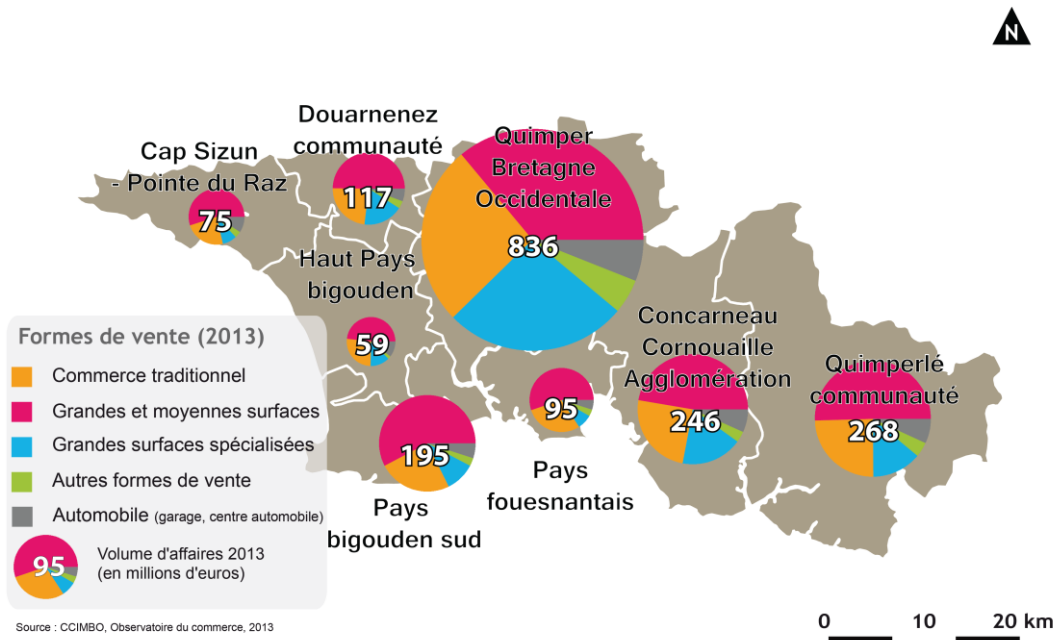 N
Douarnenez
communauté
Quimper
Bretagne
Occidentale
Cap Sizun
- Pointe du Raz
117
75
836
Haut Pays
bigouden
59
Concarneau
Cornouaille
Agglomération
246
Quimperlé
communauté
268
95
195
Pays
fouesnantais
Pays
bigouden sud
Formes de vente (2013)
Commerce traditionnel
Grandes et moyennes surfaces
Grandes surfaces spécialisées
Autres formes de vente
Automobile (garage, centre automobile)
95
Volume d'affaires 2013
(en millions d'euros)
Source : CCIMBO, Observatoire du commerce, 2013
0 10 20 km